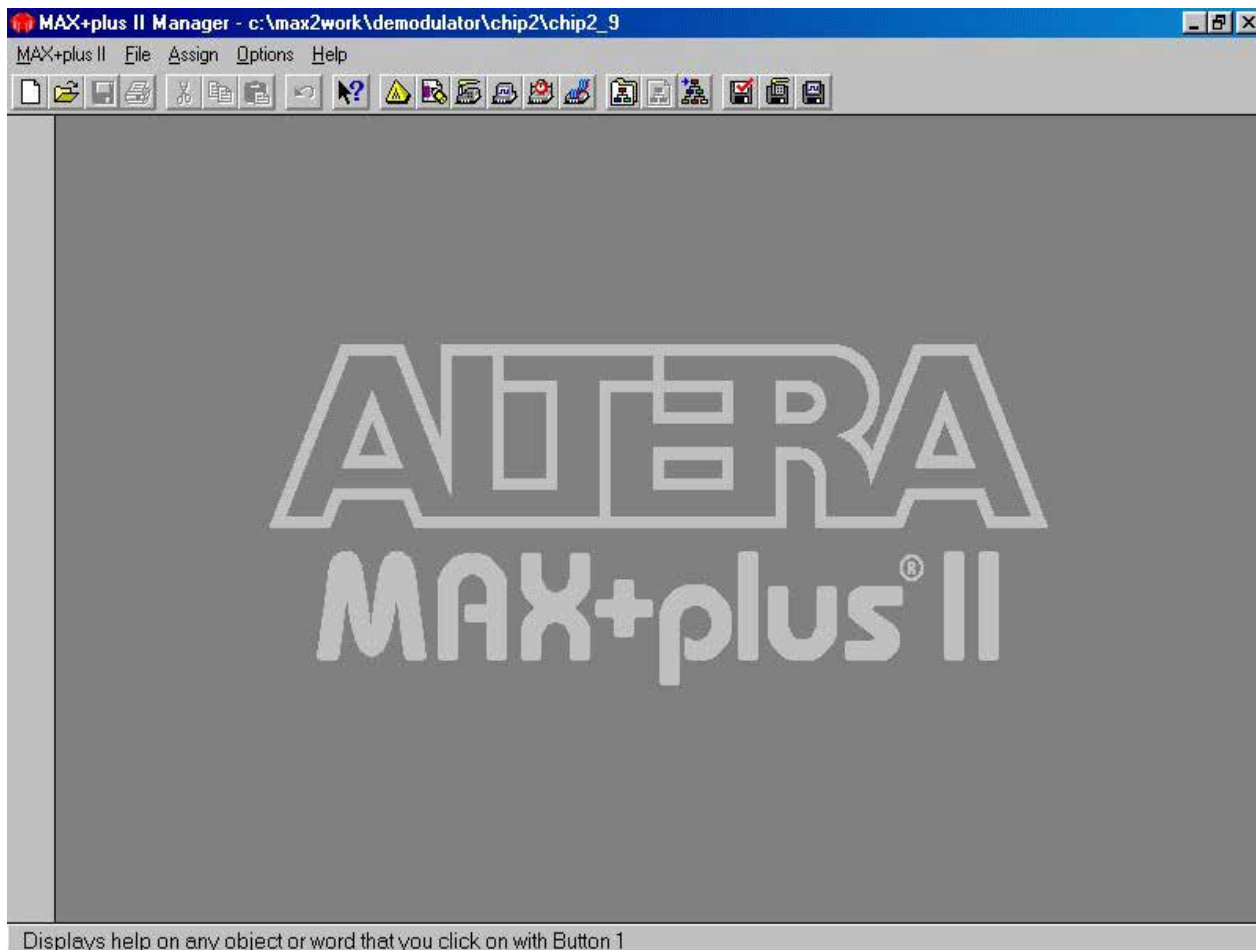 MAX+plus II Manager - c:\max2work\demodulator\chip2\chip2_9
MAX+plus II File Assign Options Help
ALTERA
MAX+plus® II
Displays help on any object or word that you click on with Button 1